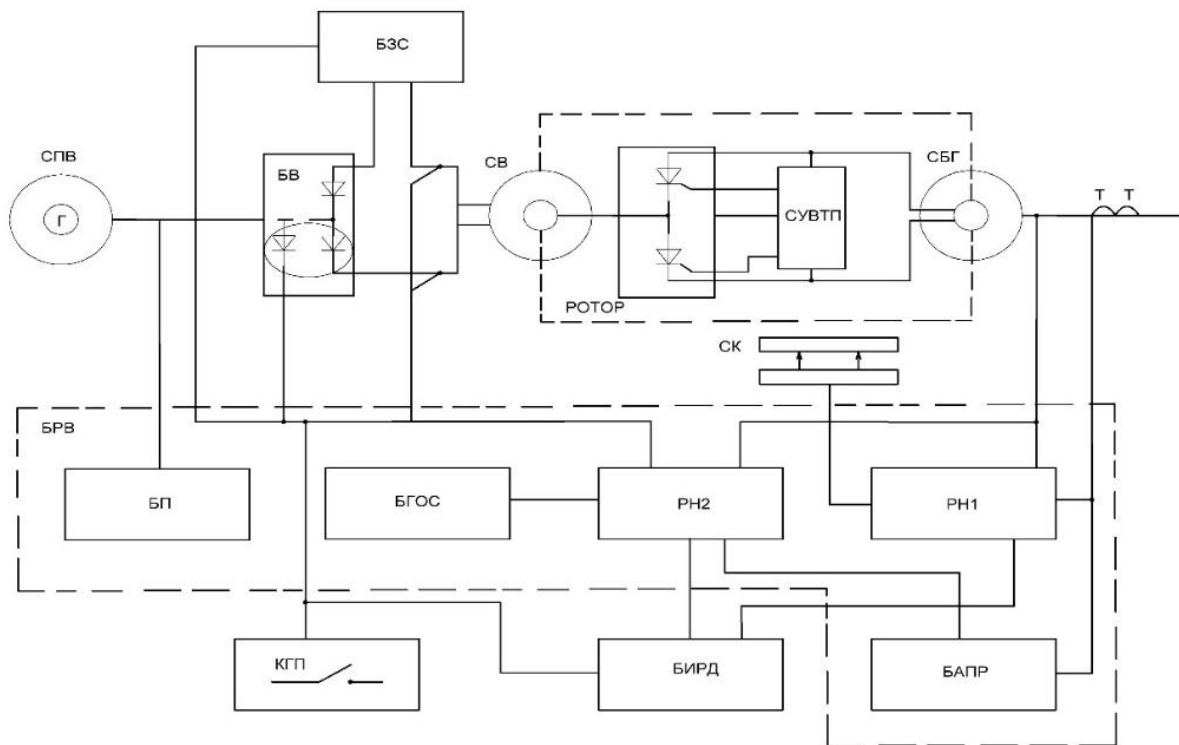 БЗС
СПВ
Г
БВ
СВ
СУВТП
СБГ
Т Т
РОТОР
СК
БРВ
БП
БГОС
РН2
РН1
КГП
БИРД
БАПР